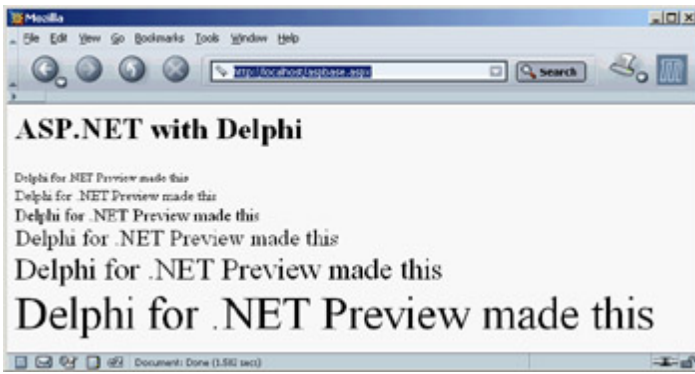 Mozilla
File Edit View Go Bookmarks Tools Window Help
http://localhost/aspbase.aspx
Search
ASP.NET with Delphi
Delphi for .NET Preview made this
Delphi for .NET Preview made this
Delphi for .NET Preview made this
Delphi for .NET Preview made this
Delphi for .NET Preview made this
Delphi for .NET Preview made this
Document: Done (1.582 secs)